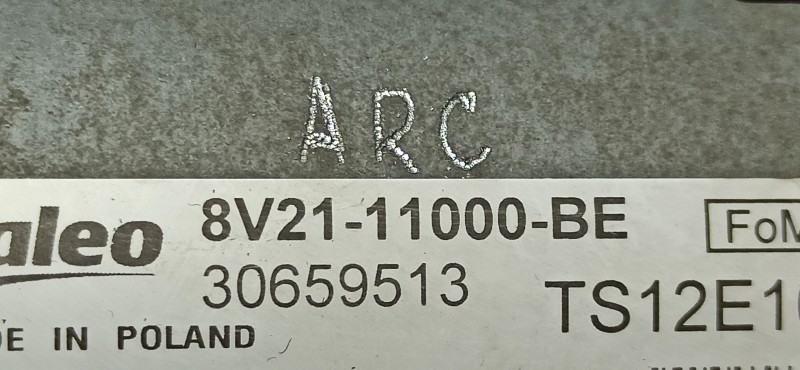 ARC
aleo 8V21-11000-BE FoM
30659513 TS12E1
E IN POLAND